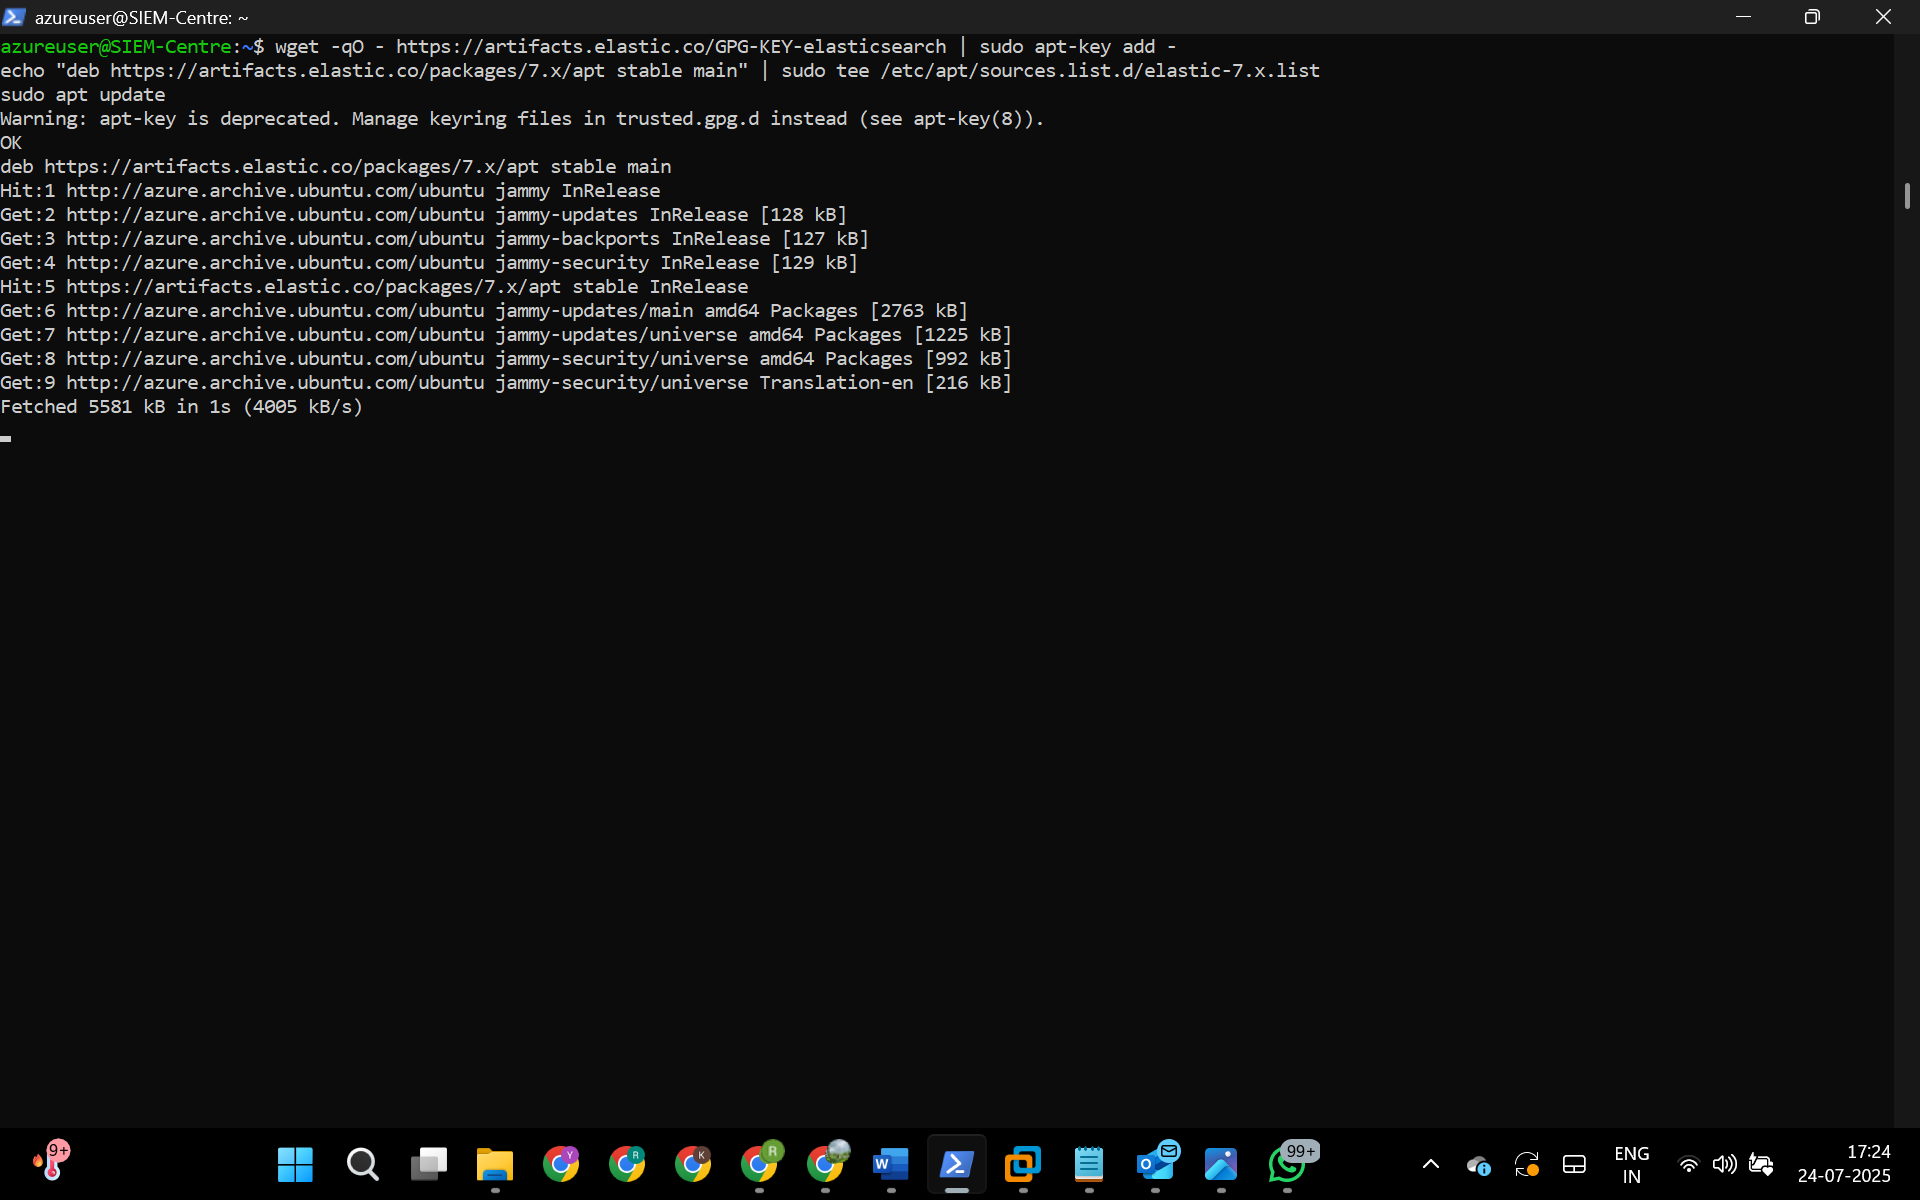 azureuser@SIEM-Centre: ~
azureuser@SIEM-Centre:~$ wget -qO - https://artifacts.elastic.co/GPG-KEY-elasticsearch | sudo apt-key add -
echo "deb https://artifacts.elastic.co/packages/7.x/apt stable main" | sudo tee /etc/apt/sources.list.d/elastic-7.x.list
sudo apt update
Warning: apt-key is deprecated. Manage keyring files in trusted.gpg.d instead (see apt-key(8)).
OK
deb https://artifacts.elastic.co/packages/7.x/apt stable main
Hit:1 http://azure.archive.ubuntu.com/ubuntu jammy InRelease
Get:2 http://azure.archive.ubuntu.com/ubuntu jammy-updates InRelease [128 kB]
Get:3 http://azure.archive.ubuntu.com/ubuntu jammy-backports InRelease [127 kB]
Get:4 http://azure.archive.ubuntu.com/ubuntu jammy-security InRelease [129 kB]
Hit:5 https://artifacts.elastic.co/packages/7.x/apt stable InRelease
Get:6 http://azure.archive.ubuntu.com/ubuntu jammy-updates/main amd64 Packages [2763 kB]
Get:7 http://azure.archive.ubuntu.com/ubuntu jammy-updates/universe amd64 Packages [1225 kB]
Get:8 http://azure.archive.ubuntu.com/ubuntu jammy-security/universe amd64 Packages [992 kB]
Get:9 http://azure.archive.ubuntu.com/ubuntu jammy-security/universe Translation-en [216 kB]
Fetched 5581 kB in 1s (4005 kB/s)
9+
Y
R
K
R
W
O
99+
ENG
IN
17:24
24-07-2025